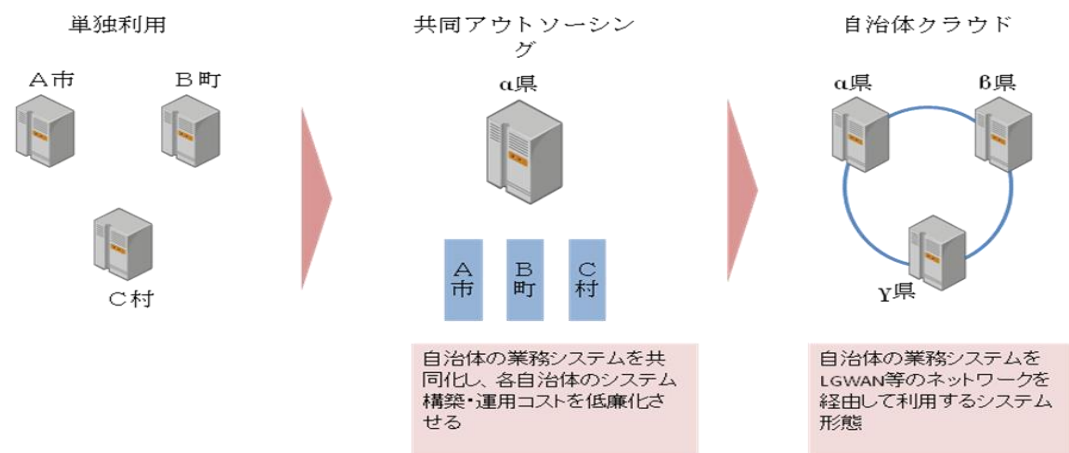 単独利用
A市
B町
C村
共同アウトソーシン
グ
α県
A
市
B
町
C
村
自治体の業務システムを共
同化し、各自治体のシステム
構築・運用コストを低廉化さ
せる
自治体クラウド
α県
β県
γ県
自治体の業務システムを
LGWAN等のネットワークを
経由して利用するシステム
形態